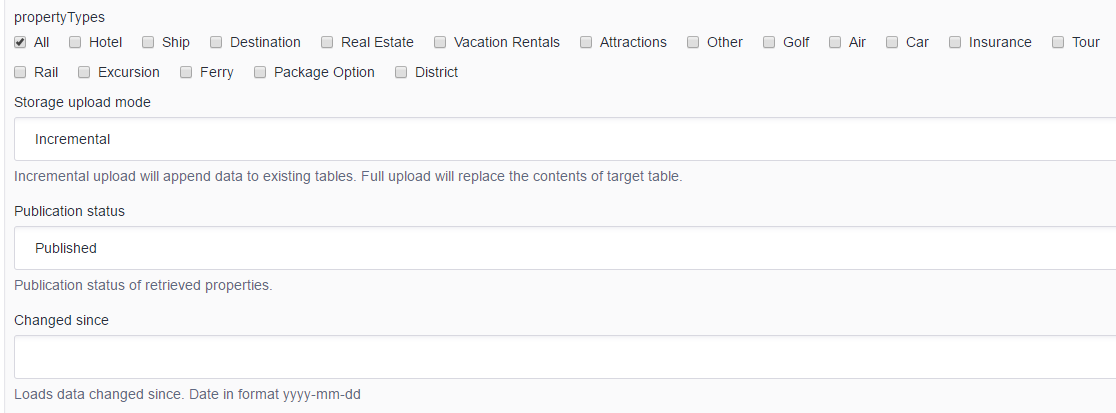 propertyTypes
All Hotel Ship Destination Real Estate Vacation Rentals Attractions Other Golf Air Car Insurance Tour
Rail Excursion Ferry Package Option District
Storage upload mode
Incremental
Incremental upload will append data to existing tables. Full upload will replace the contents of target table.
Publication status
Published
Publication status of retrieved properties.
Changed since
Loads data changed since. Date in format yyyy-mm-dd